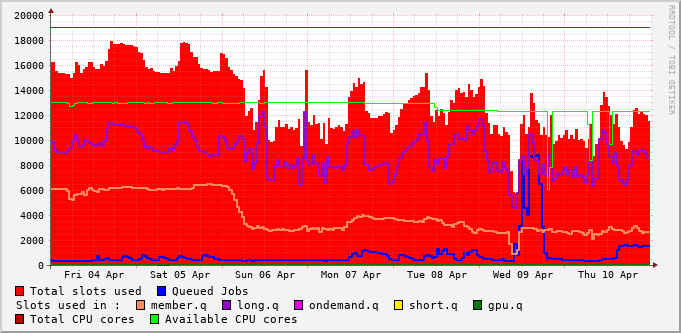 RRDTOOL / TOBI OETIKER
20000
18000
16000
14000
12000
10000
8000
6000
4000
2000
0
Fri 04 Apr Sat 05 Apr Sun 06 Apr Mon 07 Apr Tue 08 Apr Wed 09 Apr Thu 10 Apr
Total slots used Queued Jobs
Slots used in : member.q long.q ondemand.q short.q gpu.q
Total CPU cores Available CPU cores